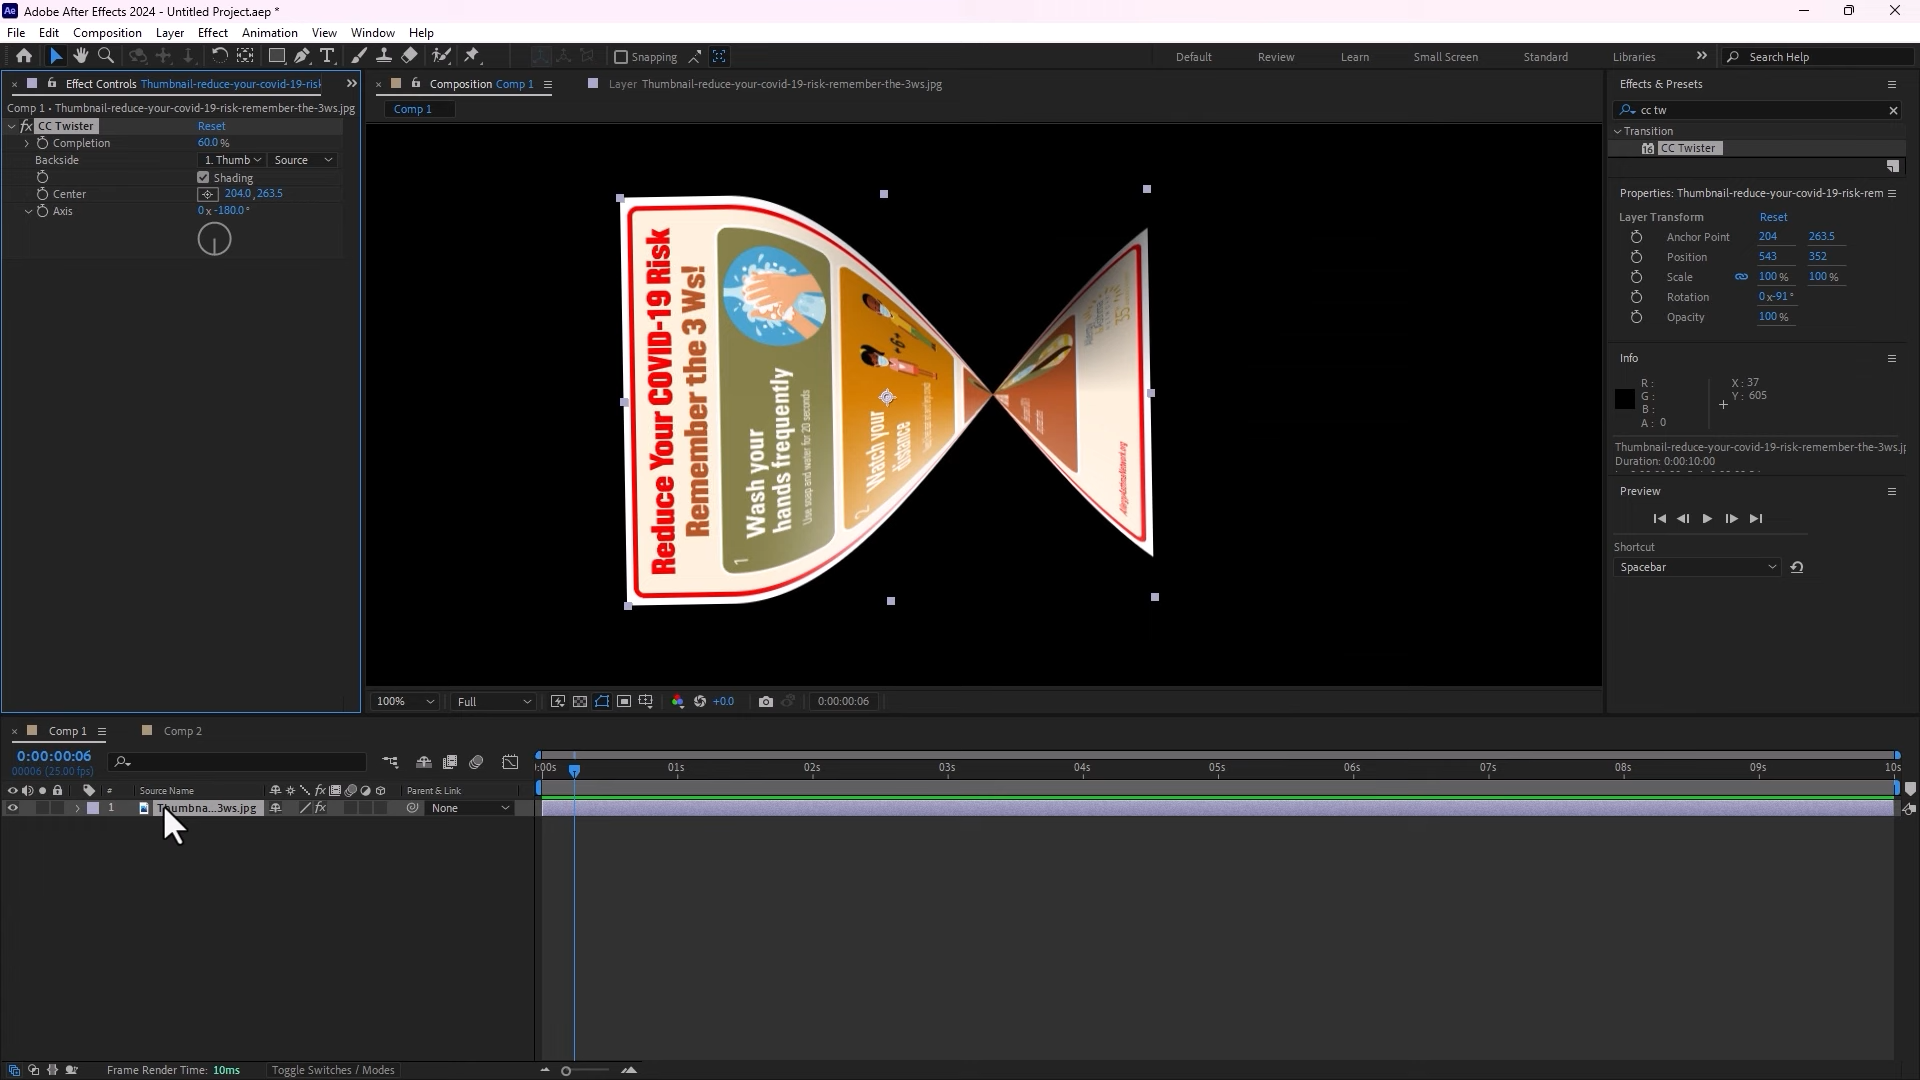 Adobe After Effects 2024 - Untitled Project.aep *
File Edit Composition Layer Effect Animation View Window Help
Snapping Default Review Learn Small Screen Standard Libraries Search Help
Effect Controls Thumbnail-reduce-your-covid-19-risk
Comp 1 • Thumbnail-reduce-your-covid-19-risk-remember-the-3ws.jpg
fx CC Twister Reset
Completion 60.0 %
Backside 1. Thumb Source
Shading
Center 204.0, 263.5
Axis 0 x -180.0 °
Composition Comp 1
Layer Thumbnail-reduce-your-covid-19-risk-remember-the-3ws.jpg
Comp 1
Reduce Your COVID-19 Risk
Remember the 3 Ws!
1
Wash your
hands frequently
Use soap and water for 20 seconds
2
Watch your
distance
Effects & Presets
cc tw
Transition
CC Twister
Properties: Thumbnail-reduce-your-covid-19-risk-rem
Layer Transform Reset
Anchor Point 204 263.5
Position 543 352
Scale 100 % 100 %
Rotation 0 x -91 °
Opacity 100 %
Info
R : X : 37
G : Y : 605
B :
A : 0
Thumbnail-reduce-your-covid-19-risk-remember-the-3ws.j
Duration: 0:00:10:00
Preview
Shortcut
Spacebar
100% Full +0.0 0:00:00:06
Comp 1 Comp 2
0:00:00:06
00006 (25.00 fps)
# Source Name Parent & Link
1 Thumbna...3ws.jpg fx None
:00s 01s 02s 03s 04s 05s 06s 07s 08s 09s 10s
Frame Render Time: 10ms Toggle Switches / Modes